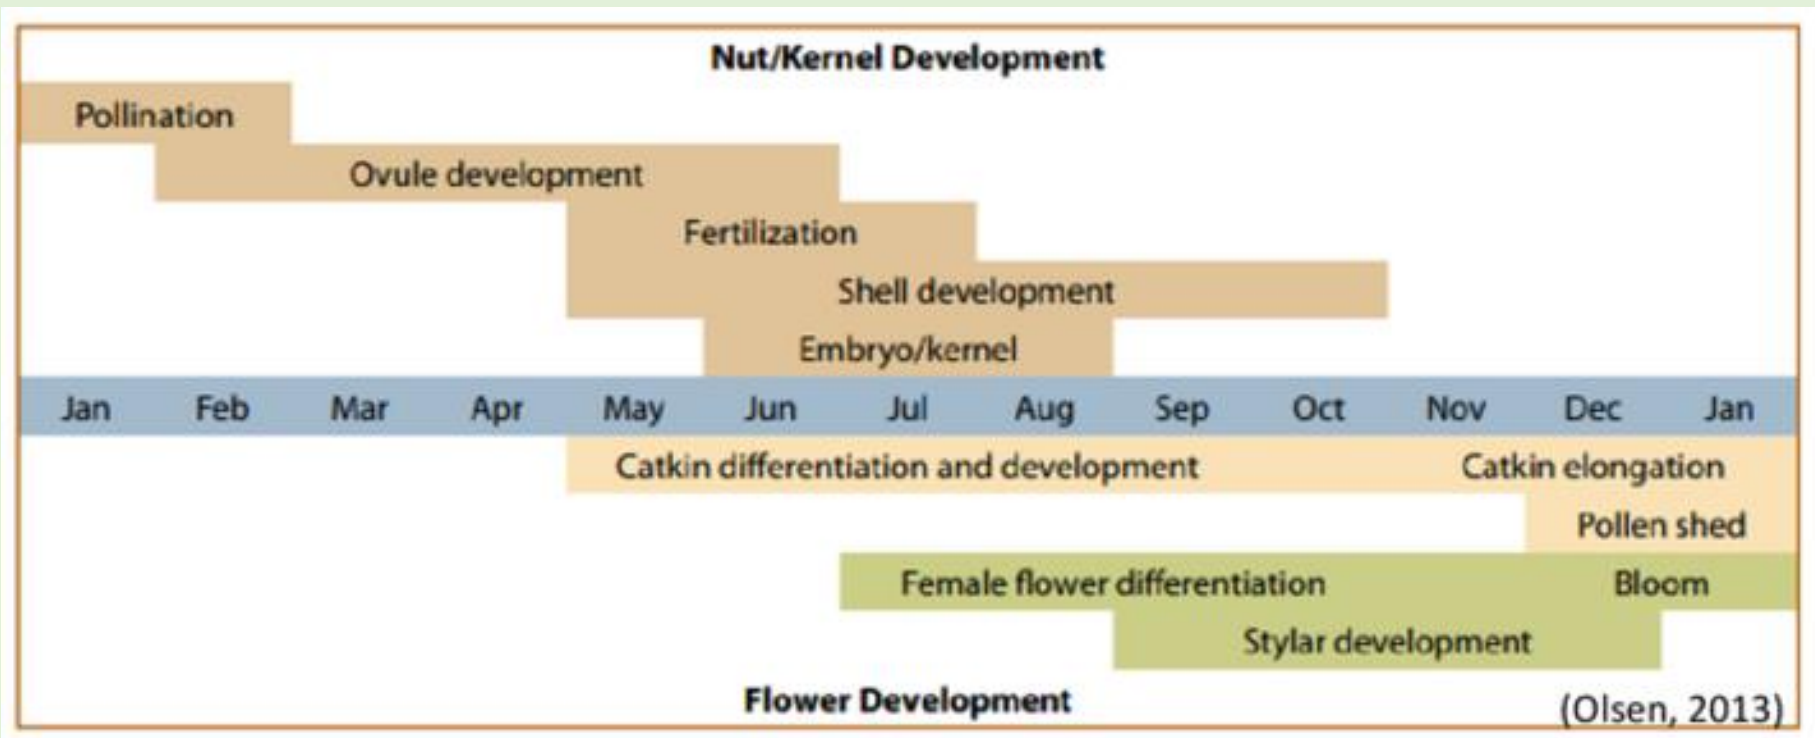 Nut/Kernel Development
Pollination
Ovule development
Fertilization
Shell development
Embryo/kernel
Jan Feb Mar Apr May Jun Jul Aug Sep Oct Nov Dec Jan
Catkin differentiation and development Catkin elongation
Pollen shed
Female flower differentiation Bloom
Stylar development
Flower Development (Olsen, 2013)